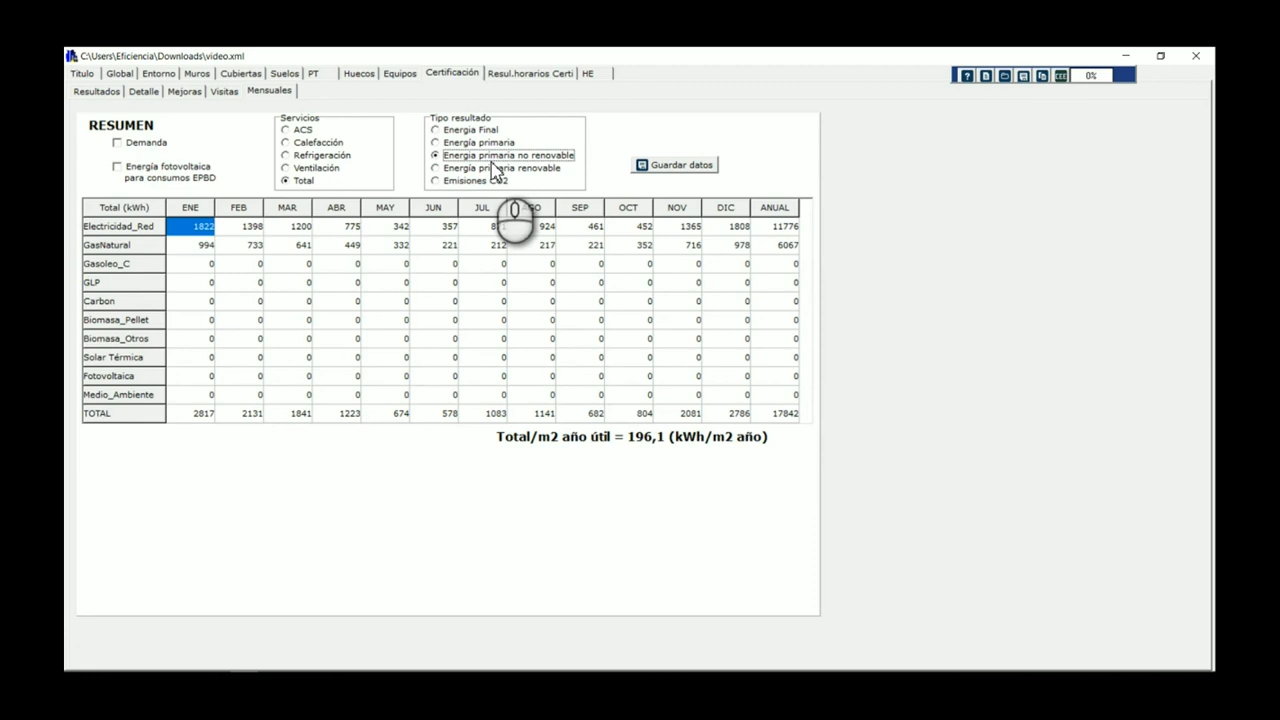 C:\Users\Eficiencia\Downloads\video.xml
Titulo Global Entorno Muros Cubiertas Suelos PT Huecos Equipos Certificación Resul.horarios Certi HE
0%
Resultados Detalle Mejoras Visitas Mensuales
RESUMEN
Demanda
Energía fotovoltaica
para consumos EPBD
Servicios
ACS
Calefacción
Refrigeración
Ventilación
Total
Tipo resultado
Energia Final
Energía primaria
Energia primaria no renovable
Energía primaria renovable
Emisiones CO2
Guardar datos
Total (kWh) ENE FEB MAR ABR MAY JUN JUL SEP OCT NOV DIC ANUAL
Electricidad_Red 1822 1398 1200 775 342 357 924 461 452 1365 1808 11776
GasNatural 994 733 641 449 332 221 212 217 221 352 716 978 6067
Gasoleo_C 0 0 0 0 0 0 0 0 0 0 0 0 0
GLP 0 0 0 0 0 0 0 0 0 0 0 0 0
Carbon 0 0 0 0 0 0 0 0 0 0 0 0 0
Biomasa_Pellet 0 0 0 0 0 0 0 0 0 0 0 0 0
Biomasa_Otros 0 0 0 0 0 0 0 0 0 0 0 0 0
Solar Térmica 0 0 0 0 0 0 0 0 0 0 0 0 0
Fotovoltaica 0 0 0 0 0 0 0 0 0 0 0 0 0
Medio_Ambiente 0 0 0 0 0 0 0 0 0 0 0 0 0
TOTAL 2817 2131 1841 1223 674 578 1083 1141 682 804 2081 2786 17842
Total/m2 año útil = 196,1 (kWh/m2 año)